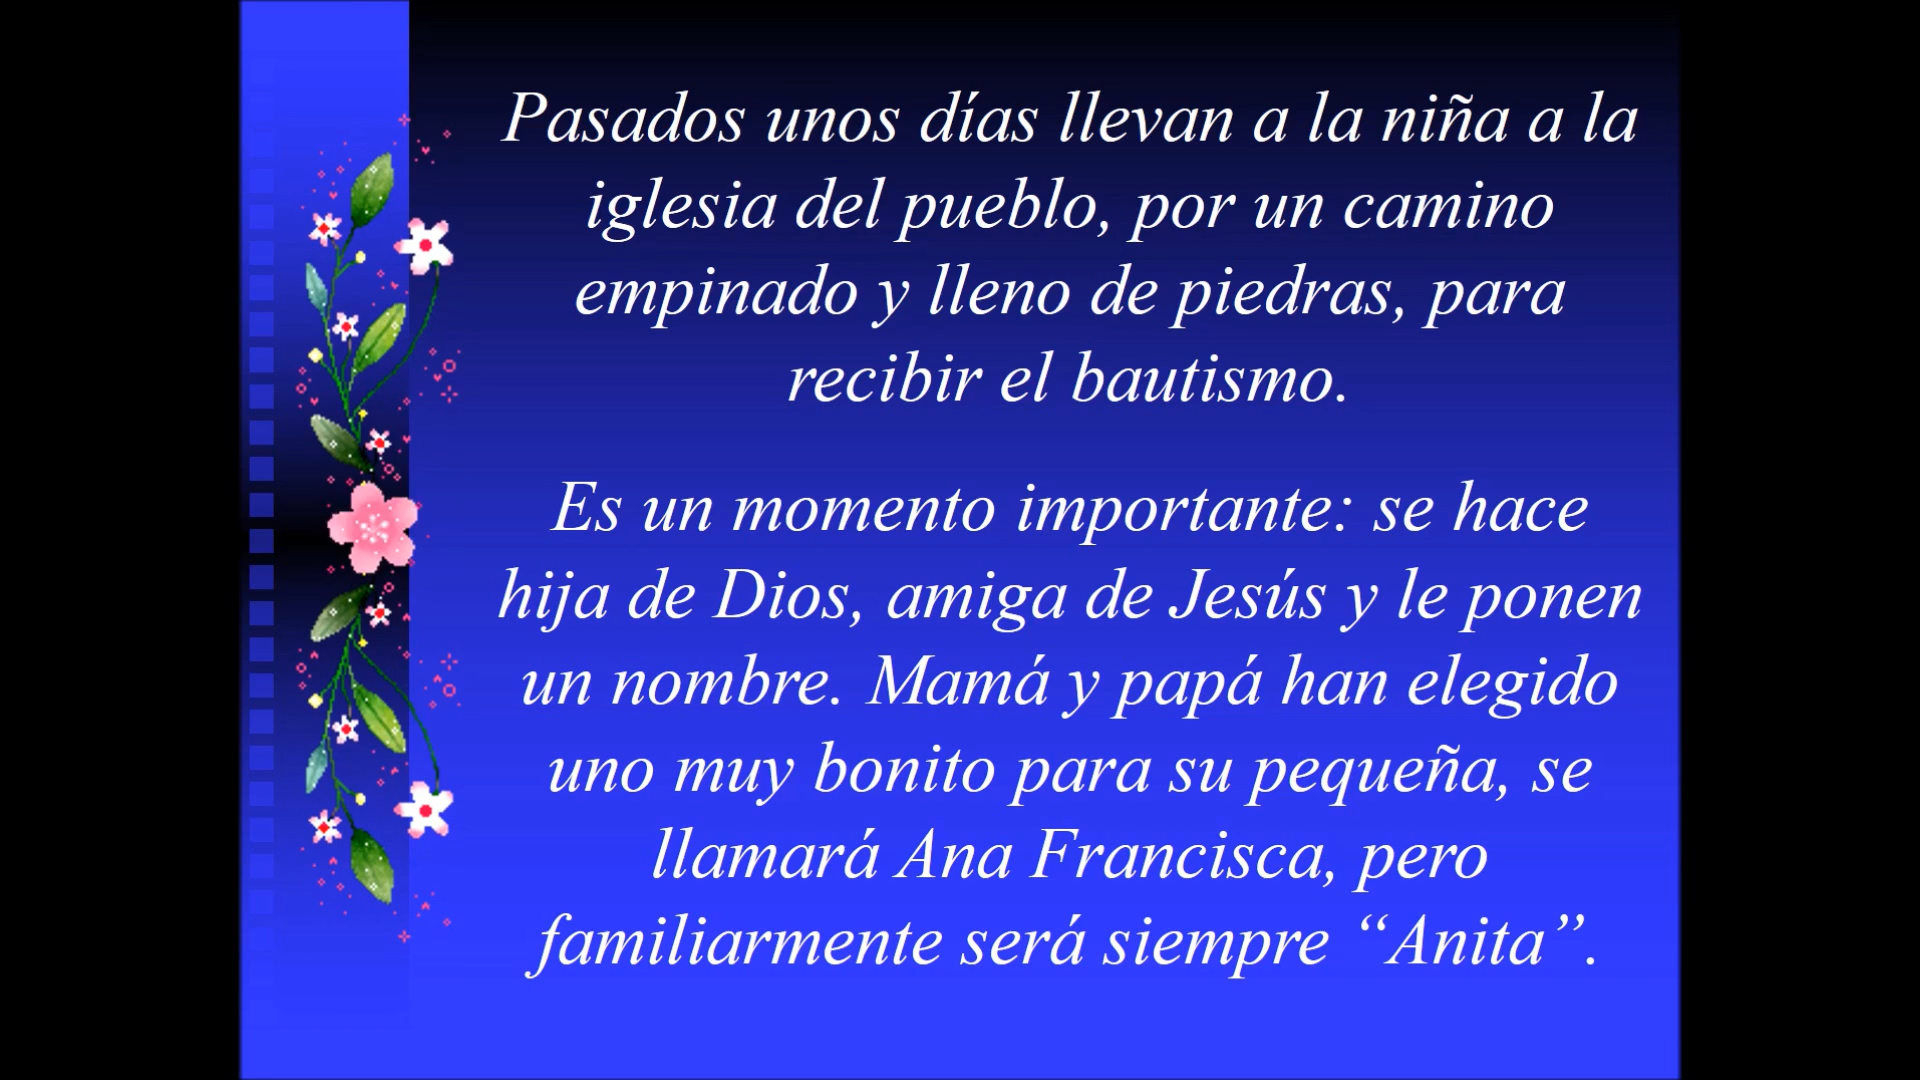 Pasados unos días llevan a la niña a la
iglesia del pueblo, por un camino
empinado y lleno de piedras, para
recibir el bautismo.
Es un momento importante: se hace
hija de Dios, amiga de Jesús y le ponen
un nombre. Mamá y papá han elegido
uno muy bonito para su pequeña, se
llamará Ana Francisca, pero
familiarmente será siempre “Anita”.